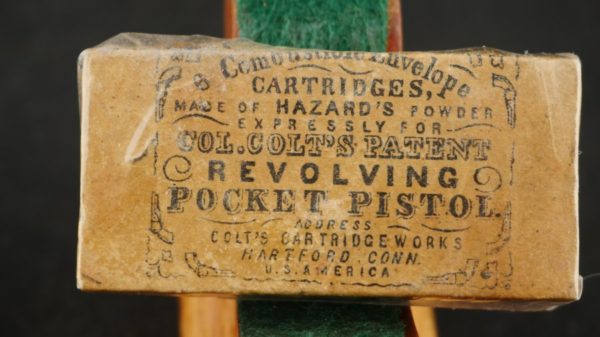 6 Combustible Envelope
CARTRIDGES,
MADE OF HAZARD'S POWDER
EXPRESSLY FOR
COL. COLT'S PATENT
REVOLVING
POCKET PISTOL.
ADDRESS
COLT'S CARTRIDGE WORKS
HARTFORD. CONN.
U.S. AMERICA